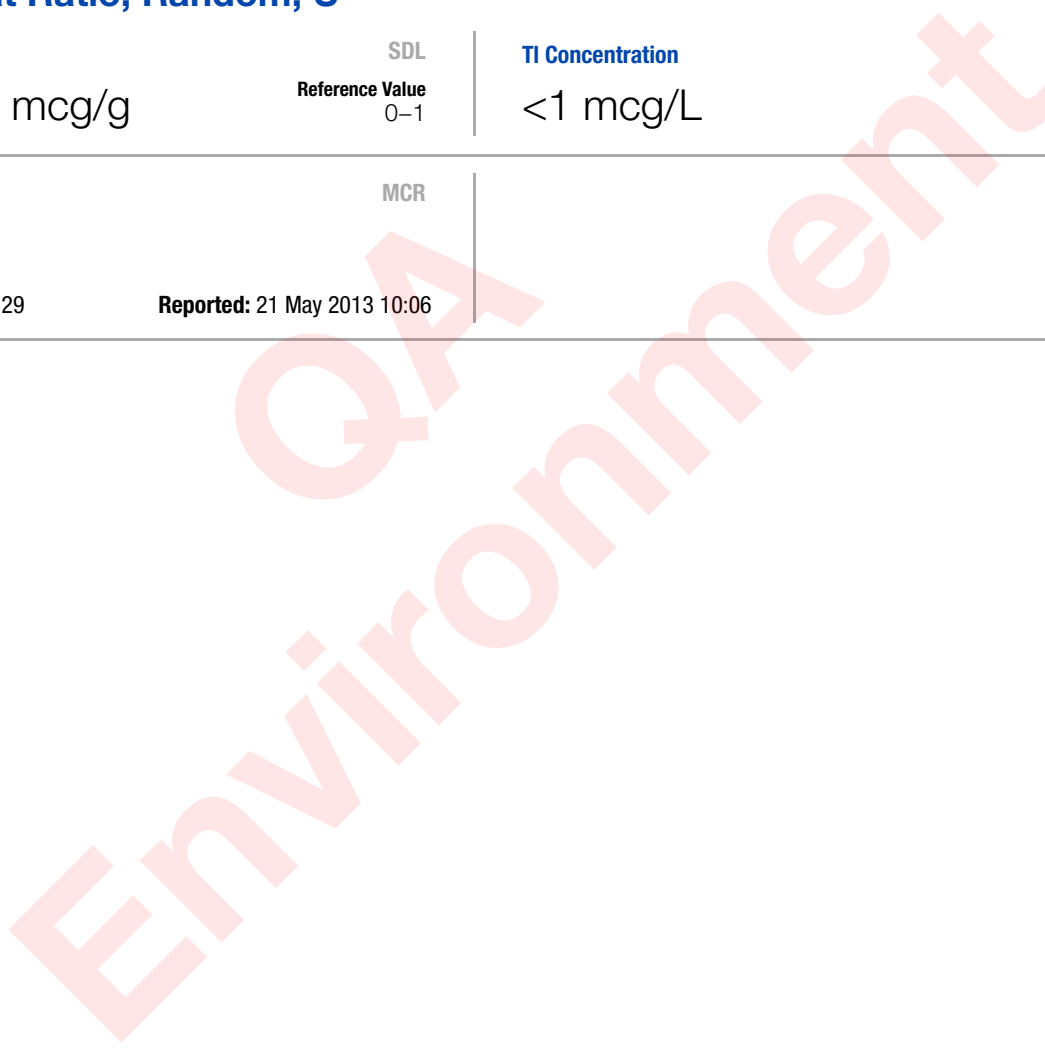 Ratio, Random,
SDL
TI Concentration
mcg/g
Reference Value
0–1
<1 mcg/L
MCR
29
Reported: 21 May 2013 10:06
QA
Environment